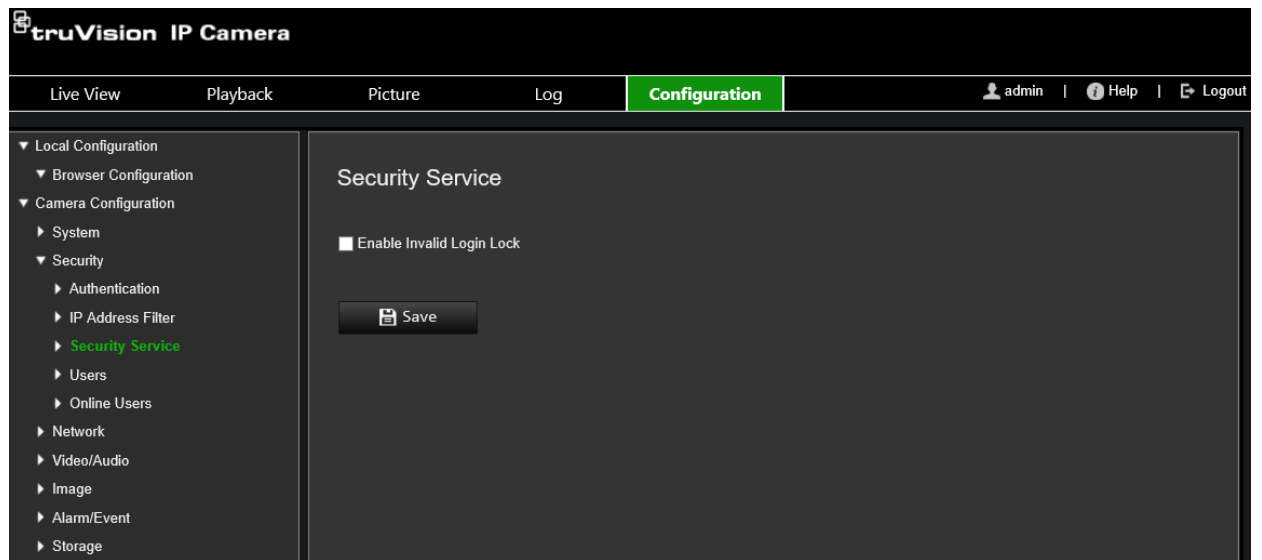 truVision IP Camera
Live View Playback Picture Log Configuration admin | Help | Logout
Local Configuration
Browser Configuration
Camera Configuration
System
Security
Authentication
IP Address Filter
Security Service
Users
Online Users
Network
Video/Audio
Image
Alarm/Event
Storage
Security Service
Enable Invalid Login Lock
Save